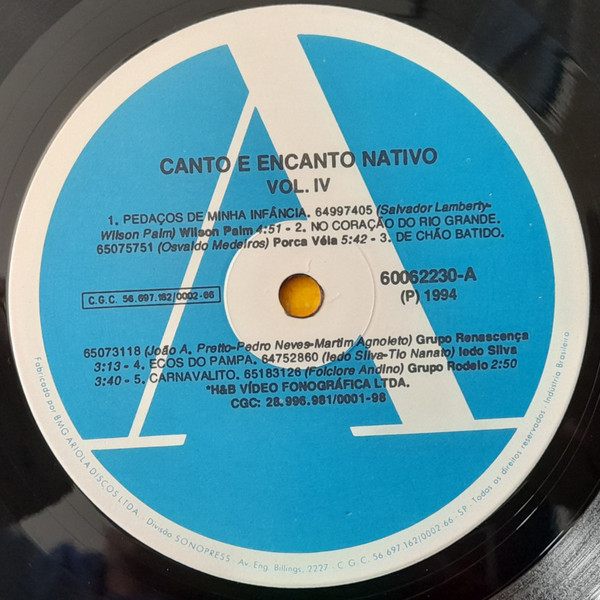 CANTO E ENCANTO NATIVO
VOL. IV
1. PEDAÇOS DE MINHA INFÂNCIA. 64997405 (Salvador Lamberty-
Wilson Palm) Wilson Paim 4:51 - 2. NO CORAÇÃO DO RIO GRANDE.
65075751 (Osvaldo Medeiros) Porca Véia 5:42 - 3. DE CHÃO BATIDO.
60062230-A
C.G.C. 56.697.162/0002-66
(P) 1994
65073118 (João A. Pretto-Pedro Neves-Martim Agnoleto) Grupo Renascença
3:13 - 4. ECOS DO PAMPA. 64752860 (Iedo Silva-Tio Nanato) Iedo Silva
3:40 - 5. CARNAVALITO. 65183126 (Folclore Andino) Grupo Rodeio 2:50
*H&B VÍDEO FONOGRÁFICA LTDA.
CGC: 28.996.981/0001-98
Fabricado por BMG ARIOLA DISCOS LTDA · Divisão SONOPRESS · Av. Eng. Billings, 2227 · C.G.C. 56.697.162/0002-66 · SP · Todos os direitos reservados · Indústria Brasileira